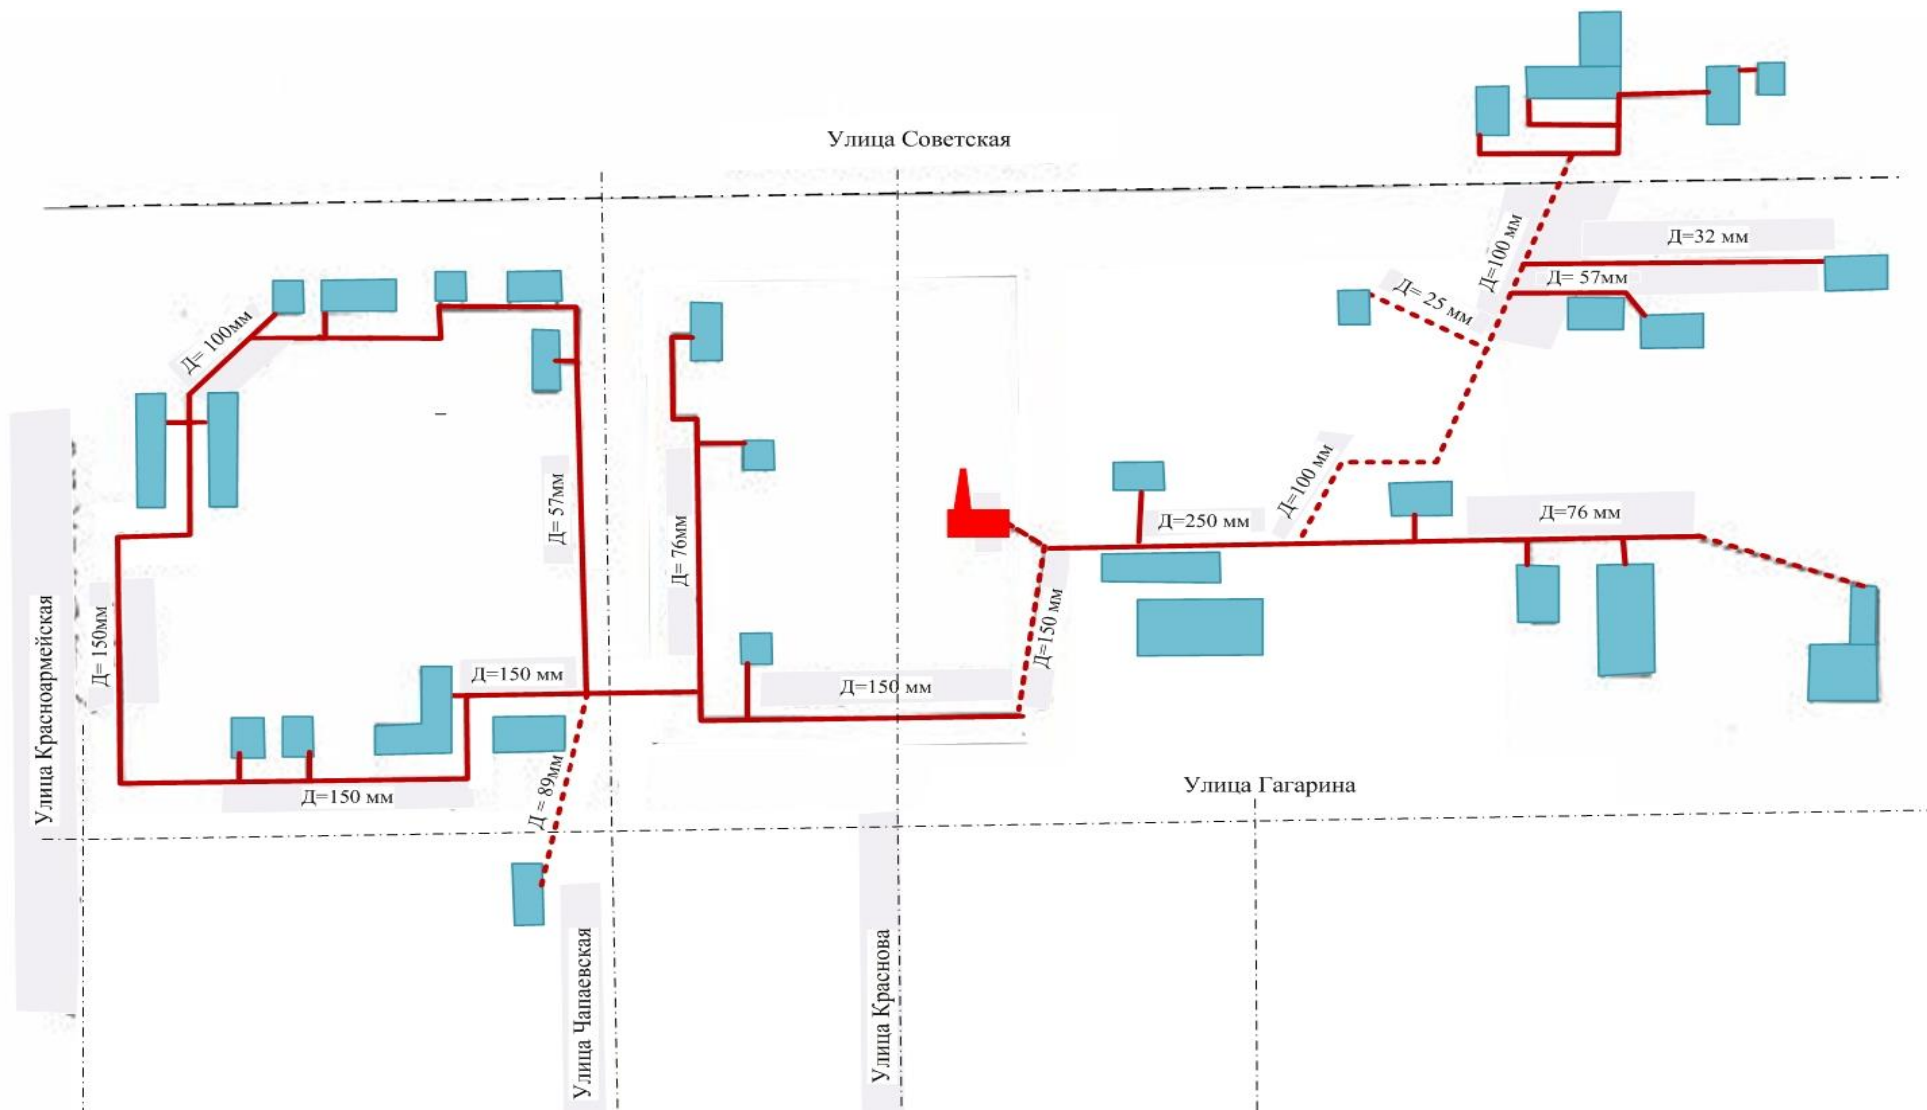 Улица Советская
Д=32 мм
Д=100 мм
Д= 57мм
Д= 25 мм
Д= 100мм
Д=100 мм
Д=250 мм
Д=76 мм
Д= 57мм
Д= 76мм
Д= 150мм
Д=150 мм
Д=150 мм
Д=150 мм
Д = 89мм
Д=150 мм
Улица Гагарина
Улица Красноармейская
Улица Чапаевская
Улица Краснова